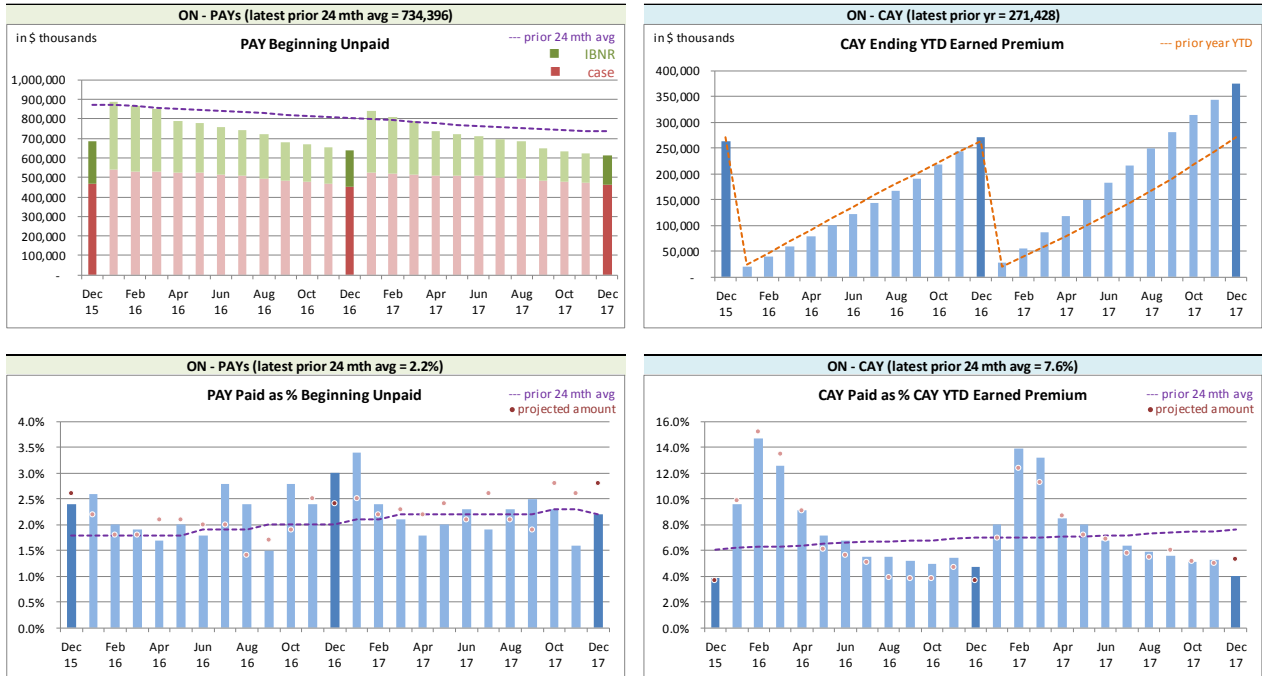 ON - PAYs (latest prior 24 mth avg = 734,396)
in $ thousands
PAY Beginning Unpaid
--- prior 24 mth avg
IBNR
case
1,000,000
900,000
800,000
700,000
600,000
500,000
400,000
300,000
200,000
100,000
-
Dec Feb Apr Jun Aug Oct Dec Feb Apr Jun Aug Oct Dec
15 16 16 16 16 16 16 17 17 17 17 17 17
ON - CAY (latest prior yr = 271,428)
in $ thousands
CAY Ending YTD Earned Premium
--- prior year YTD
400,000
350,000
300,000
250,000
200,000
150,000
100,000
50,000
-
Dec Feb Apr Jun Aug Oct Dec Feb Apr Jun Aug Oct Dec
15 16 16 16 16 16 16 17 17 17 17 17 17
ON - PAYs (latest prior 24 mth avg = 2.2%)
PAY Paid as % Beginning Unpaid
--- prior 24 mth avg
projected amount
4.0%
3.5%
3.0%
2.5%
2.0%
1.5%
1.0%
0.5%
0.0%
Dec Feb Apr Jun Aug Oct Dec Feb Apr Jun Aug Oct Dec
15 16 16 16 16 16 16 17 17 17 17 17 17
ON - CAY (latest prior 24 mth avg = 7.6%)
CAY Paid as % CAY YTD Earned Premium
--- prior 24 mth avg
projected amount
16.0%
14.0%
12.0%
10.0%
8.0%
6.0%
4.0%
2.0%
0.0%
Dec Feb Apr Jun Aug Oct Dec Feb Apr Jun Aug Oct Dec
15 16 16 16 16 16 16 17 17 17 17 17 17